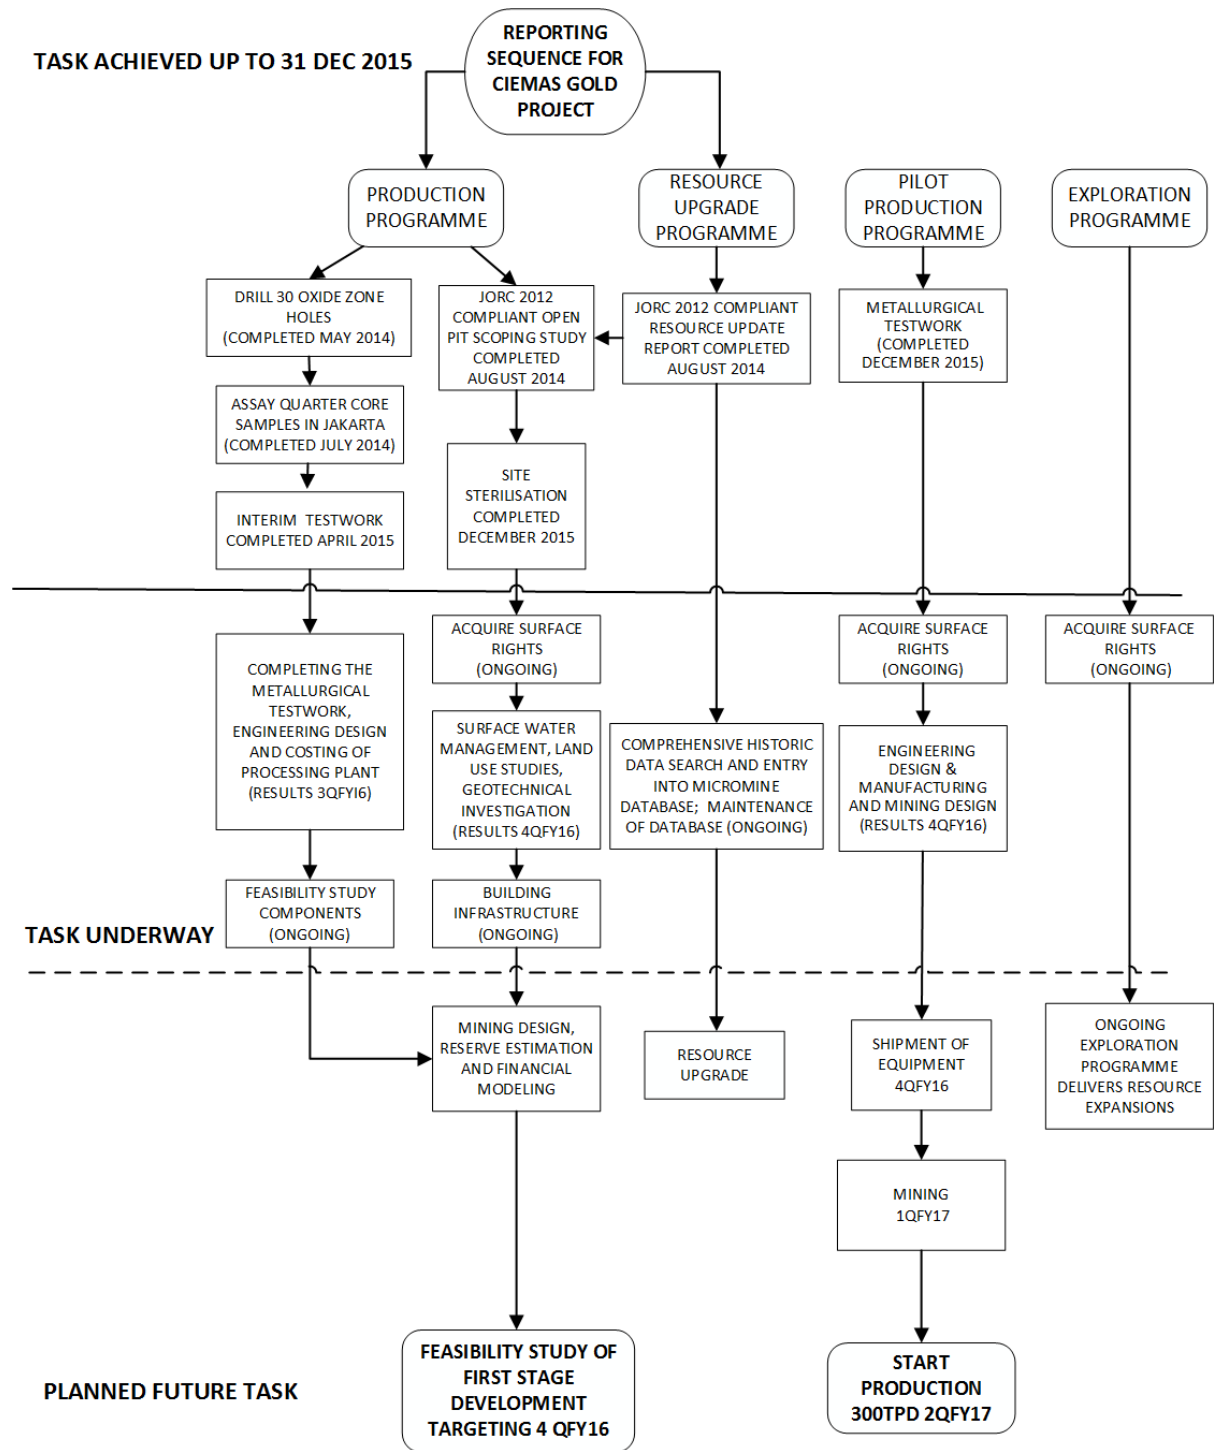 REPORTING
SEQUENCE FOR
CIEMAS GOLD
PROJECT
TASK ACHIEVED UP TO 31 DEC 2015
PRODUCTION
PROGRAMME
RESOURCE
UPGRADE
PROGRAMME
PILOT
PRODUCTION
PROGRAMME
EXPLORATION
PROGRAMME
DRILL 30 OXIDE ZONE
HOLES
(COMPLETED MAY 2014)
JORC 2012
COMPLIANT OPEN
PIT SCOPING STUDY
COMPLETED
AUGUST 2014
JORC 2012 COMPLIANT
RESOURCE UPDATE
REPORT COMPLETED
AUGUST 2014
METALLURGICAL
TESTWORK
(COMPLETED
DECEMBER 2015)
ASSAY QUARTER CORE
SAMPLES IN JAKARTA
(COMPLETED JULY 2014)
SITE
STERILISATION
COMPLETED
DECEMBER 2015
INTERIM  TESTWORK
COMPLETED APRIL 2015
COMPLETING THE
METALLURGICAL
TESTWORK,
ENGINEERING DESIGN
AND COSTING OF
PROCESSING PLANT
(RESULTS 3QFYI6)
ACQUIRE SURFACE
RIGHTS
(ONGOING)
ACQUIRE SURFACE
RIGHTS
(ONGOING)
ACQUIRE SURFACE
RIGHTS
(ONGOING)
SURFACE WATER
MANAGEMENT, LAND
USE STUDIES,
GEOTECHNICAL
INVESTIGATION
(RESULTS 4QFY16)
COMPREHENSIVE HISTORIC
DATA SEARCH AND ENTRY
INTO MICROMINE
DATABASE;  MAINTENANCE
OF DATABASE (ONGOING)
ENGINEERING
DESIGN &
MANUFACTURING
AND MINING DESIGN
(RESULTS 4QFY16)
FEASIBILITY STUDY
COMPONENTS
(ONGOING)
BUILDING
INFRASTRUCTURE
(ONGOING)
TASK UNDERWAY
MINING DESIGN,
RESERVE ESTIMATION
AND FINANCIAL
MODELING
RESOURCE
UPGRADE
SHIPMENT OF
EQUIPMENT
4QFY16
ONGOING
EXPLORATION
PROGRAMME
DELIVERS RESOURCE
EXPANSIONS
MINING
1QFY17
FEASIBILITY STUDY OF
FIRST STAGE
DEVELOPMENT
TARGETING 4 QFY16
START
PRODUCTION
300TPD 2QFY17
PLANNED FUTURE TASK